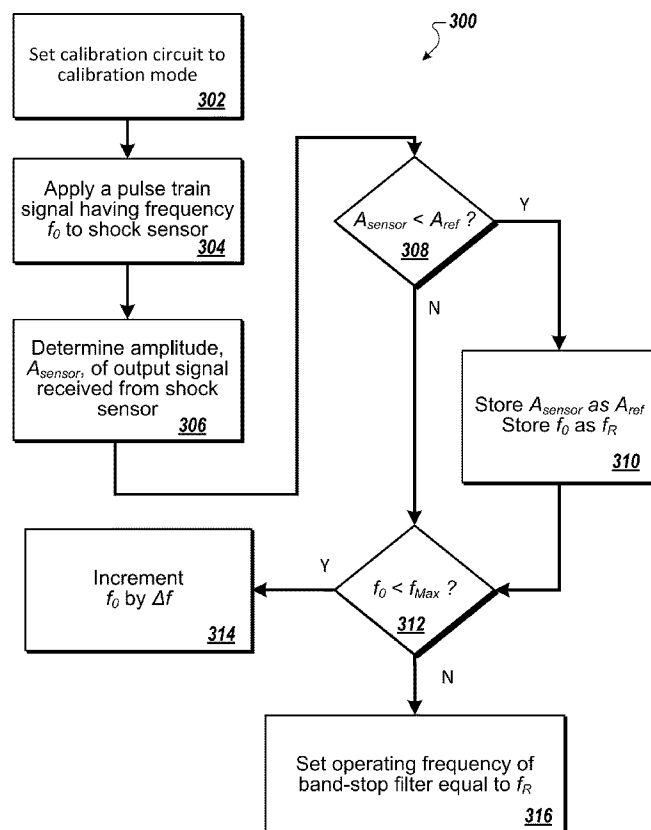 300
Set calibration circuit to
calibration mode
302
Apply a pulse train
signal having frequency
f0 to shock sensor
304
Determine amplitude,
Asensor, of output signal
received from shock
sensor
306
Asensor < Aref ?
308
Y
N
Store Asensor as Aref
Store f0 as fR
310
f0 < fMax ?
312
Y
N
Increment
f0 by Δf
314
Set operating frequency of
band-stop filter equal to fR
316